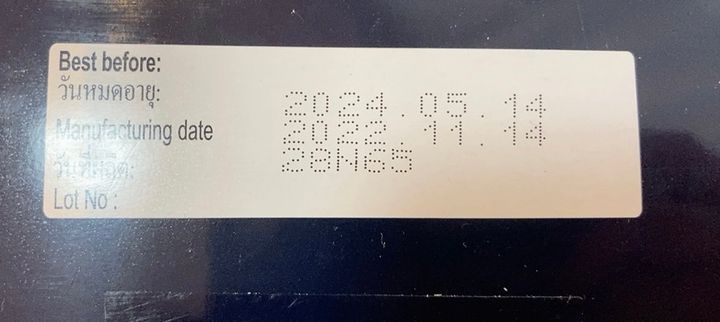 Best before:
วันหมดอายุ: 2024.05.14
Manufacturing date 2022.11.14
วันที่ผลิต: 28N65
Lot No :